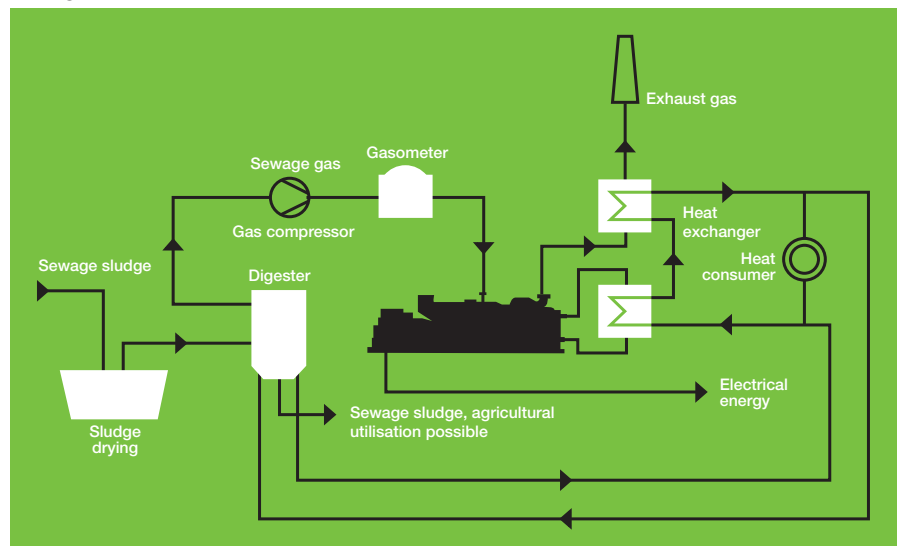 Exhaust gas
Sewage gas
Gasometer
Gas compressor
Heat
exchanger
Sewage sludge
Digester
Heat
consumer
Electrical
energy
Sewage sludge, agricultural
utilisation possible
Sludge
drying